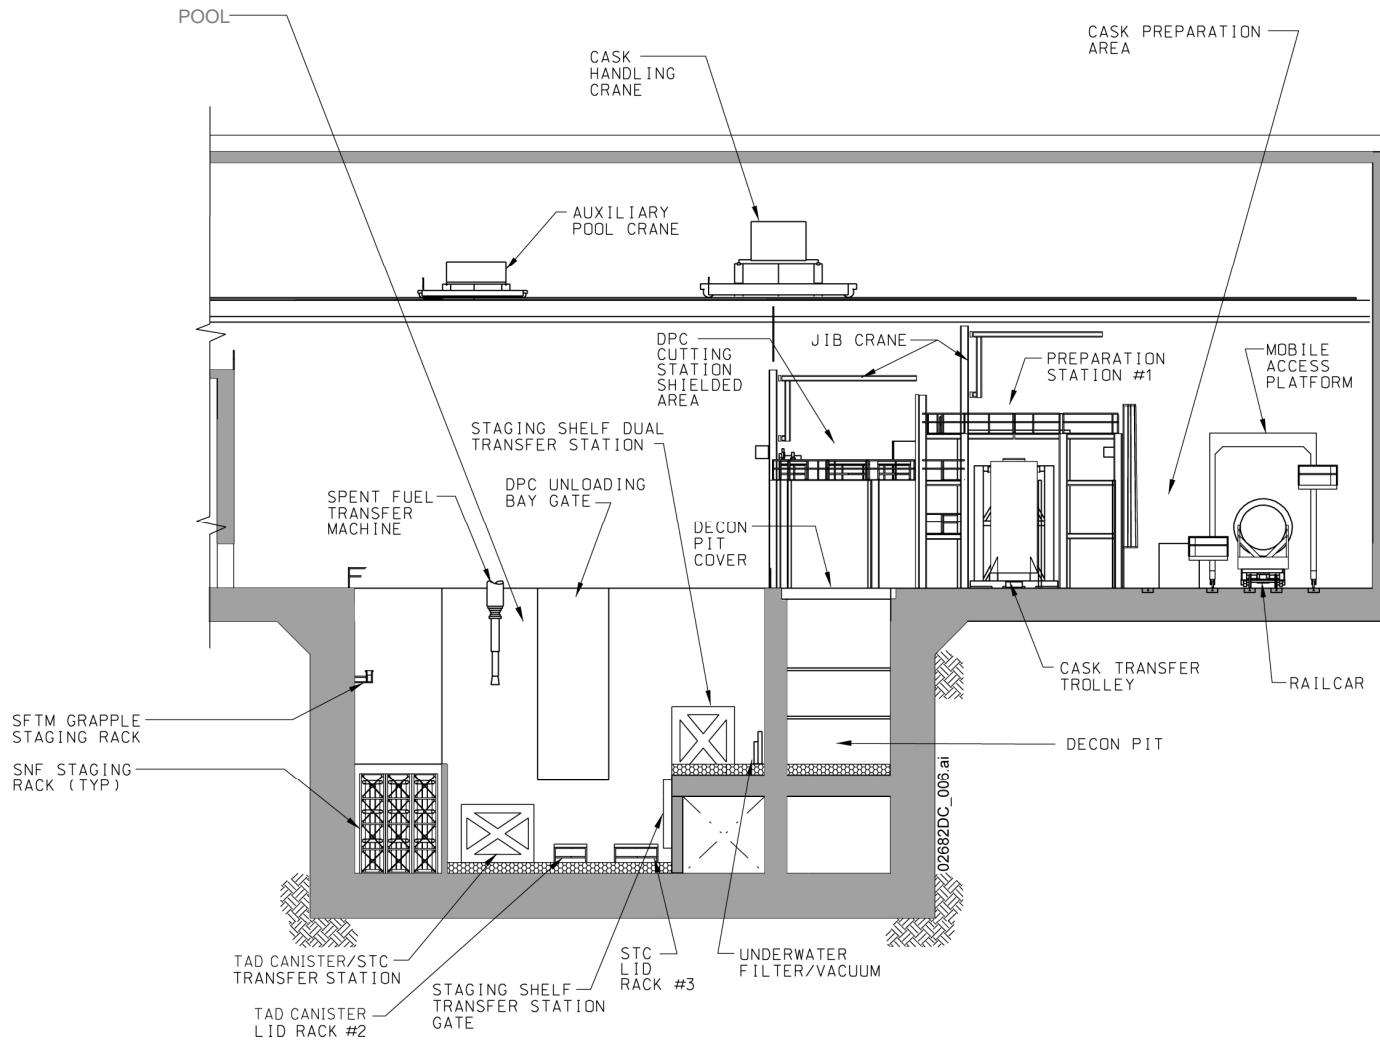 POOL
CASK
HANDLING
CRANE
CASK PREPARATION
AREA
AUXILIARY
POOL CRANE
DPC
CUTTING
STATION
SHIELDED
AREA
JIB CRANE
PREPARATION
STATION #1
MOBILE
ACCESS
PLATFORM
STAGING SHELF DUAL
TRANSFER STATION
SPENT FUEL
TRANSFER
MACHINE
DPC UNLOADING
BAY GATE
DECON
PIT
COVER
SFTM GRAPPLE
STAGING RACK
SNF STAGING
RACK (TYP)
CASK TRANSFER
TROLLEY
RAILCAR
DECON PIT
02682DC_006.ai
TAD CANISTER/STC
TRANSFER STATION
TAD CANISTER
LID RACK #2
STAGING SHELF
TRANSFER STATION
GATE
STC
LID
RACK #3
UNDERWATER
FILTER/VACUUM